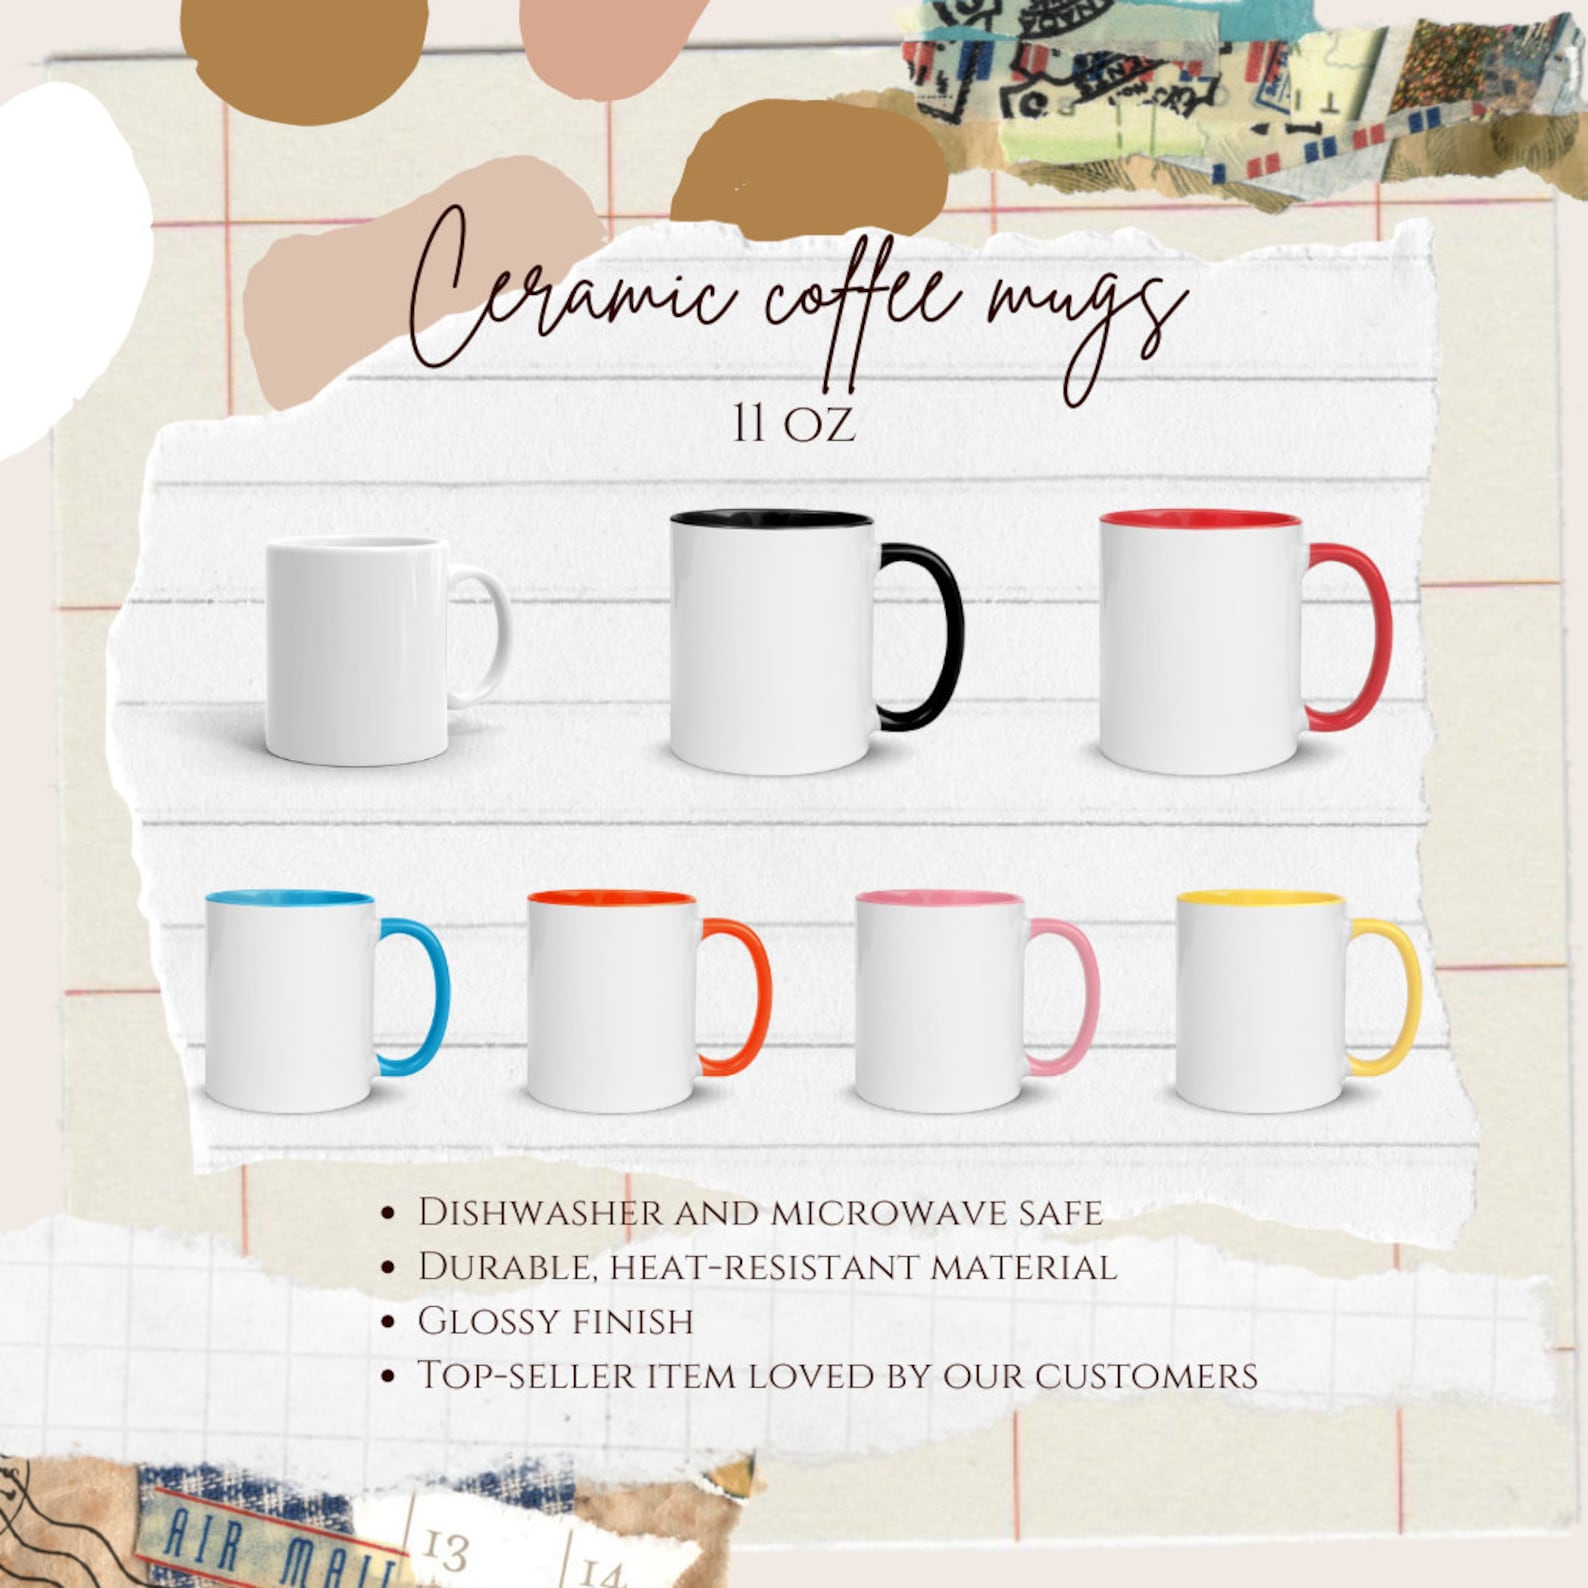 Ceramic coffee mugs
11 oz
• Dishwasher and microwave safe
• Durable, heat-resistant material
• Glossy finish
• Top-seller item loved by our customers
AIR MAIL
13
14